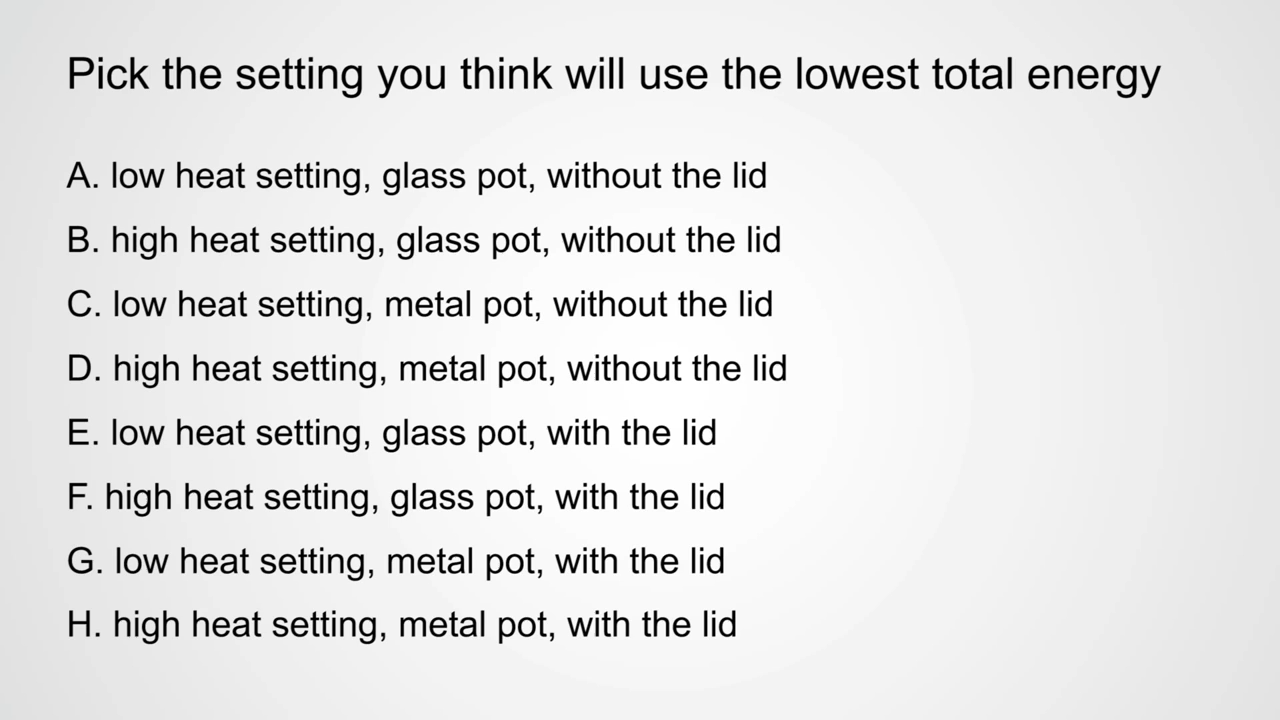 Pick the setting you think will use the lowest total energy
A. low heat setting, glass pot, without the lid
B. high heat setting, glass pot, without the lid
C. low heat setting, metal pot, without the lid
D. high heat setting, metal pot, without the lid
E. low heat setting, glass pot, with the lid
F. high heat setting, glass pot, with the lid
G. low heat setting, metal pot, with the lid
H. high heat setting, metal pot, with the lid